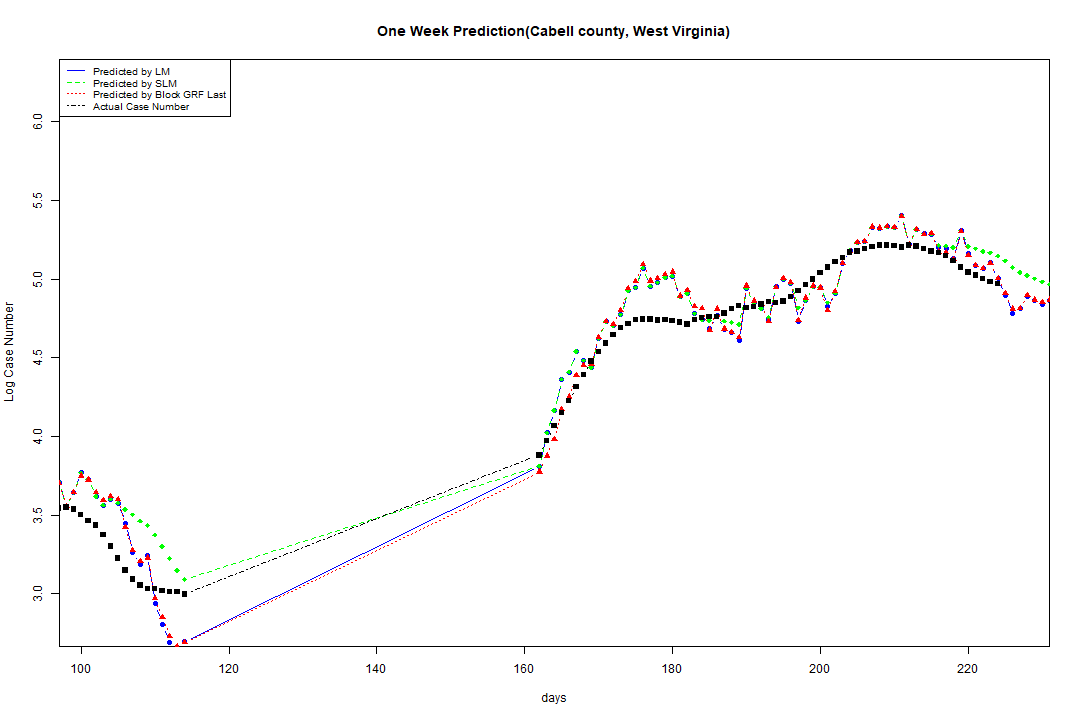 One Week Prediction(Cabell county, West Virginia)
Predicted by LM
Predicted by SLM
Predicted by Block GRF Last
Actual Case Number
6.0
5.5
5.0
4.5
4.0
3.5
3.0
Log Case Number
100 120 140 160 180 200 220
days